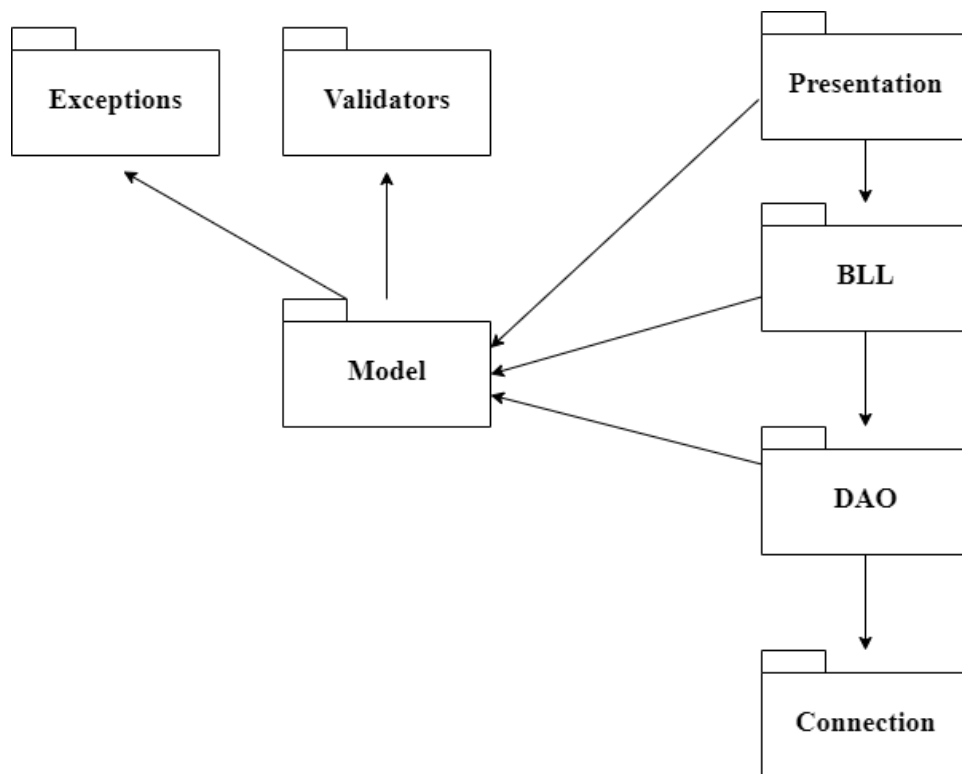 Exceptions
Validators
Presentation
BLL
Model
DAO
Connection